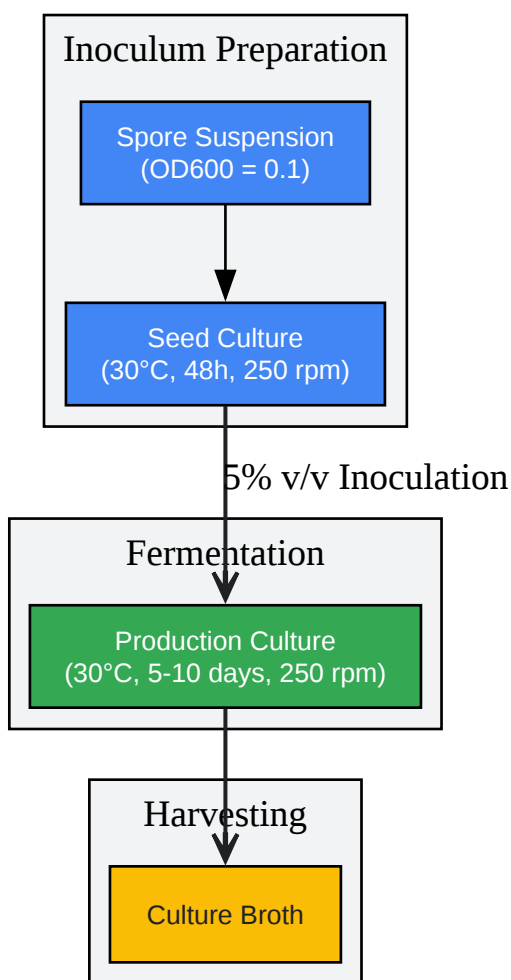 Inoculum Preparation
Spore Suspension
(OD600 = 0.1)
Seed Culture
(30°C, 48h, 250 rpm)
5% v/v Inoculation
Fermentation
Production Culture
(30°C, 5-10 days, 250 rpm)
Harvesting
Culture Broth